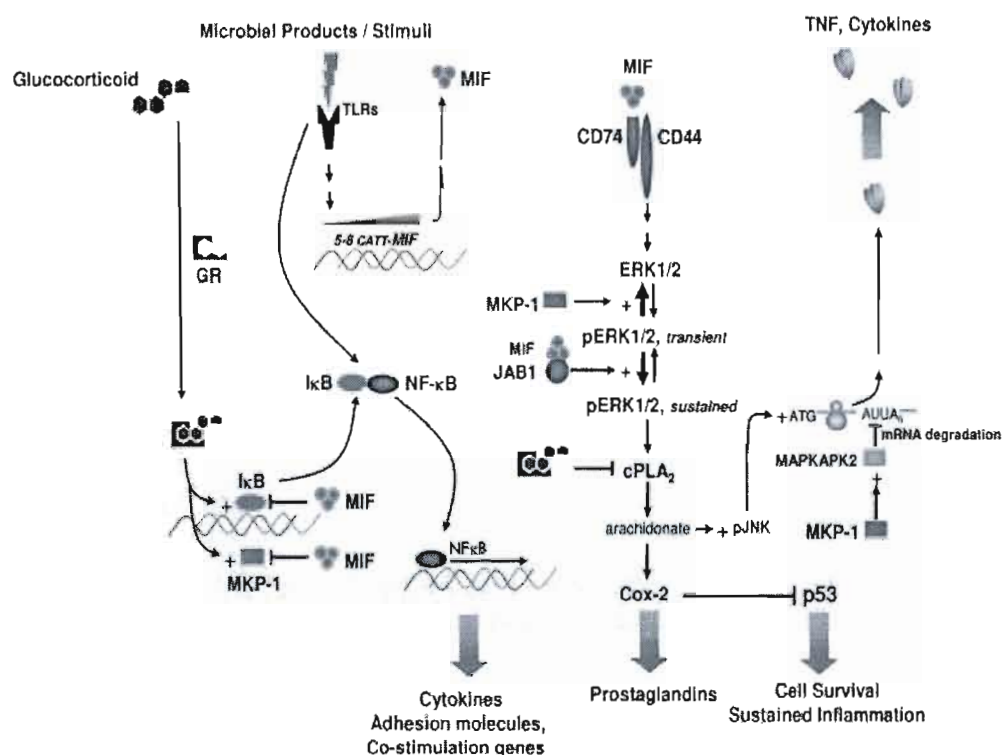 Microbial Products / Stimuli
TNF, Cytokines
Glucocorticoid
MIF
TLRs
MIF
CD74
CD44
5-8 CATT-MIF
GR
ERK1/2
MKP-1
+
pERK1/2, transient
MIF
JAB1
+
IκB
NF-κB
pERK1/2, sustained
+ ATG
AUUAn
mRNA degradation
cPLA2
MAPKAPK2
+
IκB
+
MIF
arachidonate
+ pJNK
MKP-1
NFκB
+
MIF
MKP-1
Cox-2
p53
Cytokines
Adhesion molecules,
Co-stimulation genes
Prostaglandins
Cell Survival
Sustained Inflammation